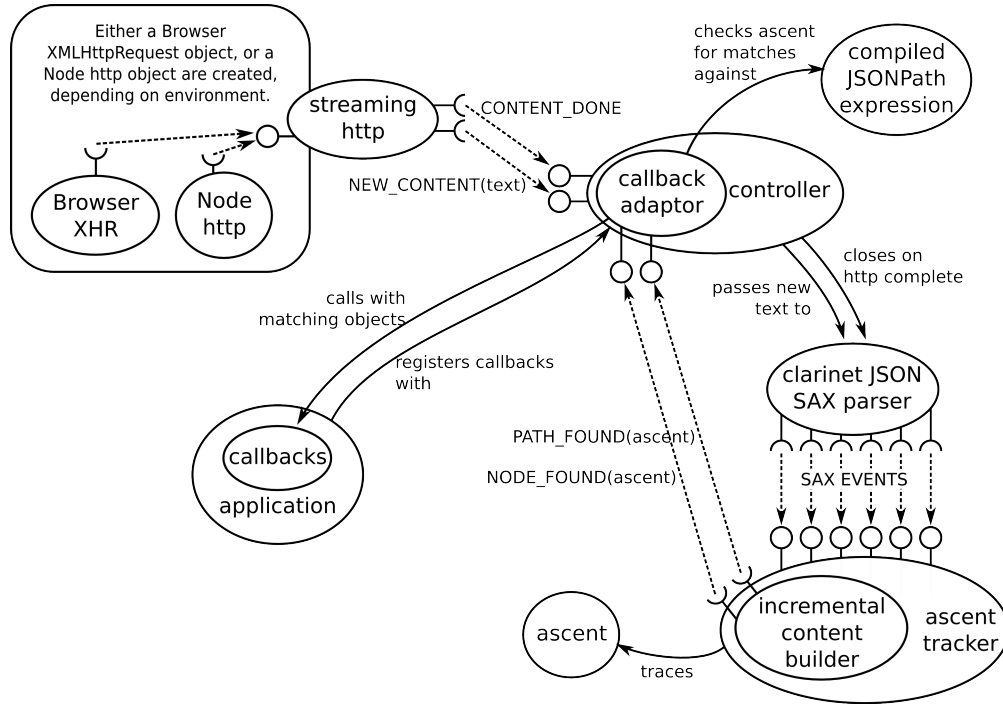 Either a Browser
XMLHttpRequest object, or a
Node http object are created,
depending on environment.
streaming
http
Browser
XHR
Node
http
CONTENT_DONE
NEW_CONTENT(text)
checks ascent
for matches
against
compiled
JSONPath
expression
callback
adaptor
controller
closes on
http complete
passes new
text to
calls with
matching objects
registers callbacks
with
clarinet JSON
SAX parser
callbacks
application
PATH_FOUND(ascent)
NODE_FOUND(ascent)
SAX EVENTS
incremental
content
builder
ascent
tracker
ascent
traces